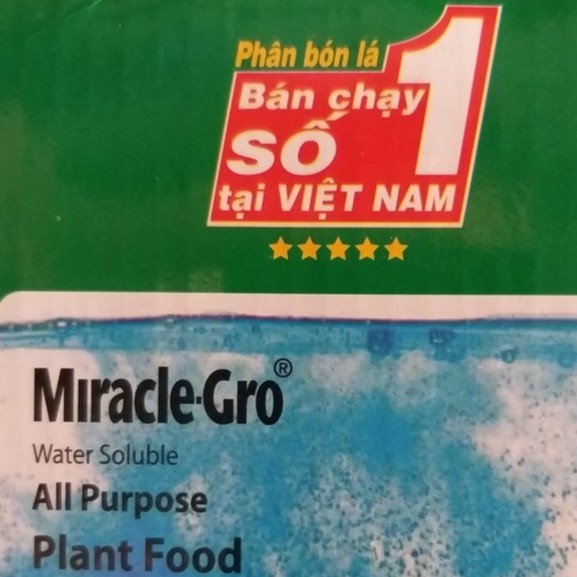 Phân bón lá
Bán chạy
SỐ 1
tại VIỆT NAM
Miracle-Gro®
Water Soluble
All Purpose
Plant Food